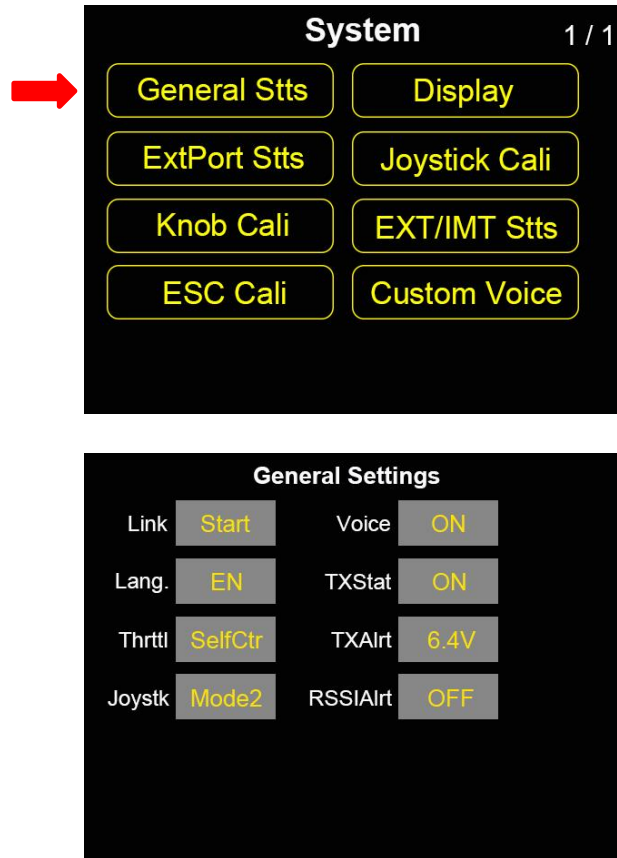 System 1 / 1
General Stts Display
ExtPort Stts Joystick Cali
Knob Cali EXT/IMT Stts
ESC Cali Custom Voice
General Settings
Link Start Voice ON
Lang. EN TXStat ON
Thrttl SelfCtr TXAlrt 6.4V
Joystk Mode2 RSSIAlrt OFF